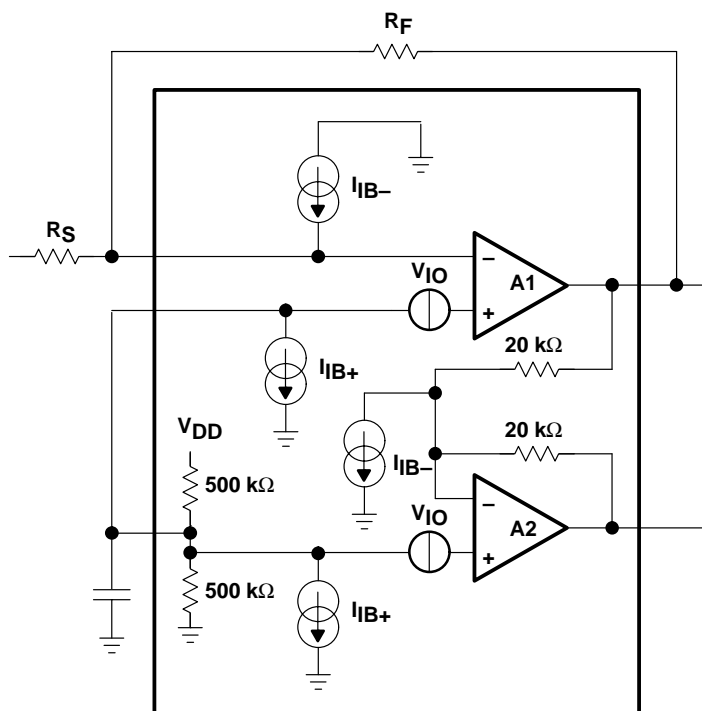 RF
IIB–
RS
VIO
–
A1
+
IIB+
20 kΩ
VDD
20 kΩ
IIB–
500 kΩ
VIO
–
A2
+
500 kΩ
IIB+